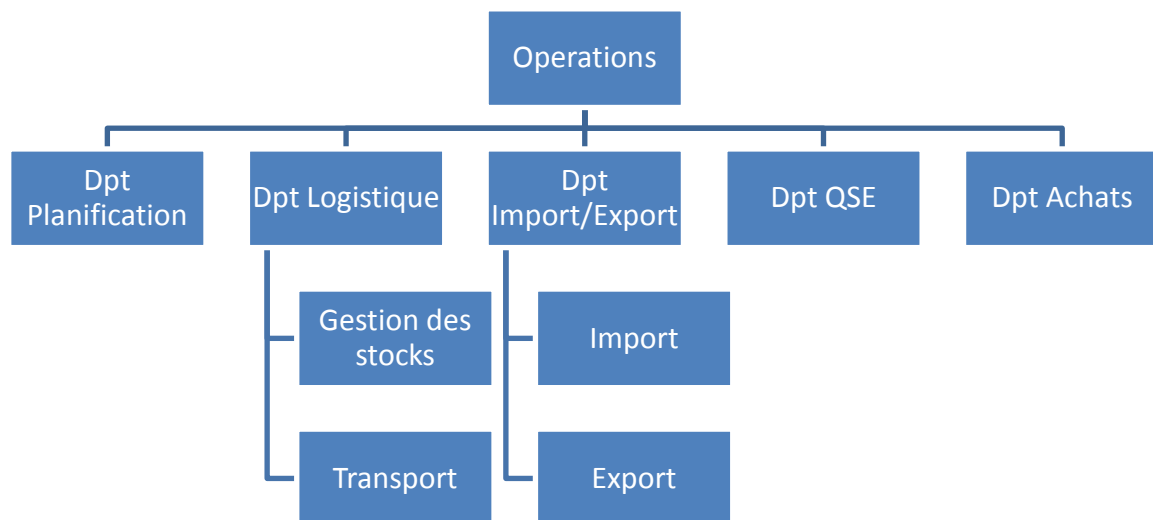 Operations
Dpt
Planification
Dpt Logistique
Dpt
Import/Export
Dpt QSE
Dpt Achats
Gestion des
stocks
Import
Transport
Export